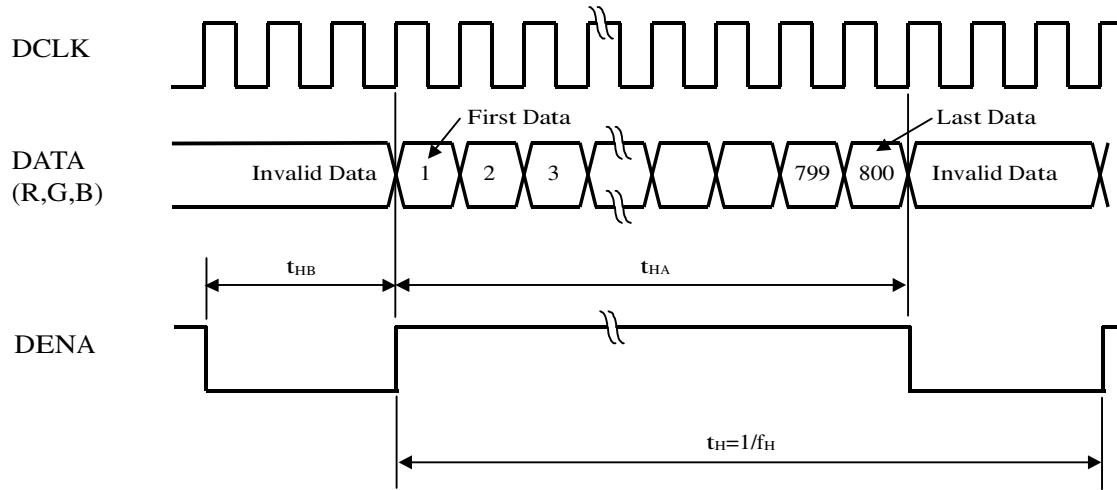 DCLK
First Data
Last Data
DATA
(R,G,B)
Invalid Data 1 2 3 799 800 Invalid Data
tHB tHA
DENA
tH=1/fH